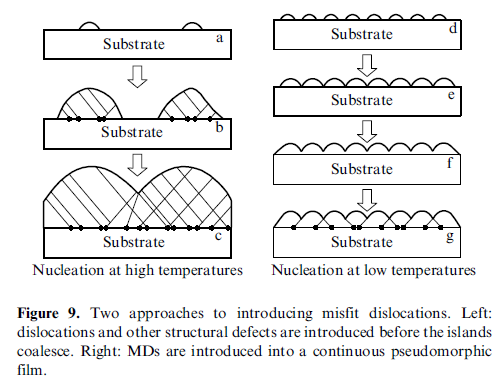 Substrate a
Substrate b
Substrate c
Nucleation at high temperatures
Substrate d
Substrate e
Substrate f
Substrate g
Nucleation at low temperatures
Figure 9. Two approaches to introducing misfit dislocations. Left:
dislocations and other structural defects are introduced before the islands
coalesce. Right: MDs are introduced into a continuous pseudomorphic
film.